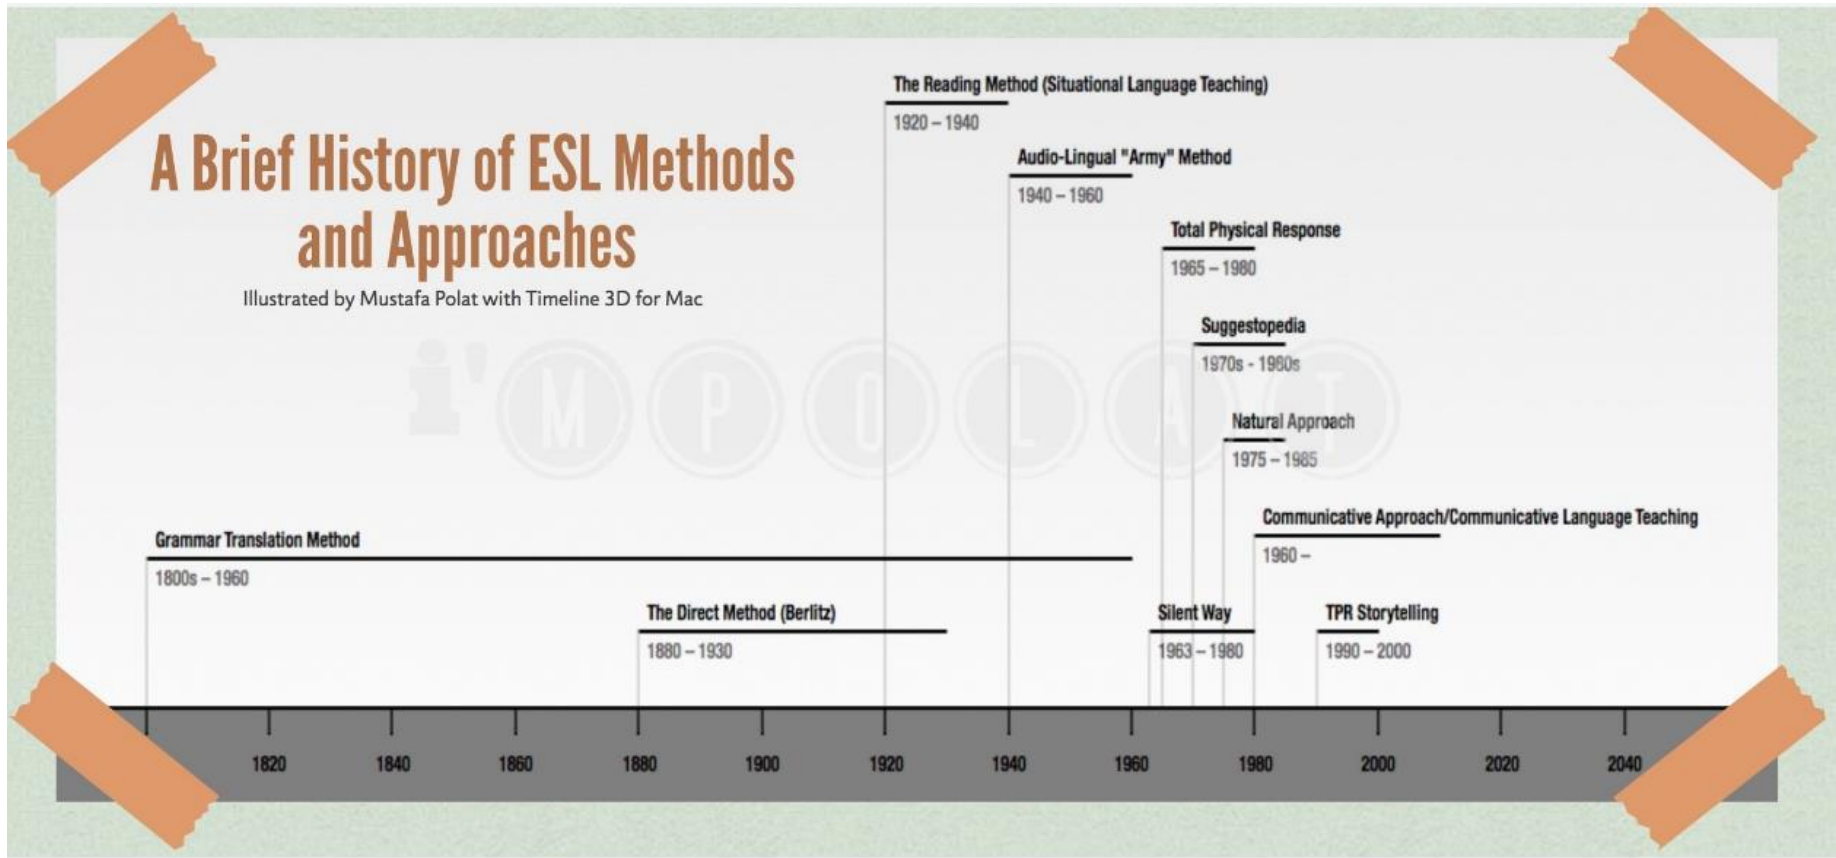 A Brief History of ESL Methods
and Approaches
Illustrated by Mustafa Polat with Timeline 3D for Mac
The Reading Method (Situational Language Teaching)
1920 – 1940
Audio-Lingual "Army" Method
1940 – 1960
Total Physical Response
1965 – 1980
Suggestopedia
1970s - 1980s
Natural Approach
1975 – 1985
Communicative Approach/Communicative Language Teaching
1960 –
Grammar Translation Method
1800s – 1960
The Direct Method (Berlitz)
1880 – 1930
Silent Way
1963 – 1980
TPR Storytelling
1990 – 2000
i'MPOLAT
1820 1840 1860 1880 1900 1920 1940 1960 1980 2000 2020 2040